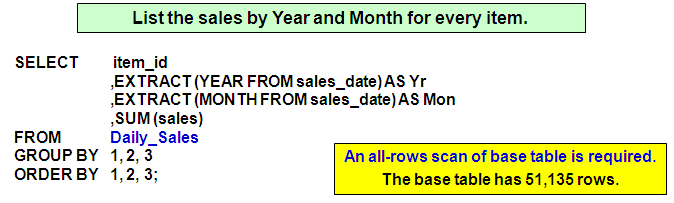 List the sales by Year and Month for every item.
SELECT item_id
,EXTRACT (YEAR FROM sales_date) AS Yr
,EXTRACT (MONTH FROM sales_date) AS Mon
,SUM (sales)
FROM Daily_Sales
GROUP BY 1, 2, 3
ORDER BY 1, 2, 3;
An all-rows scan of base table is required.
The base table has 51,135 rows.